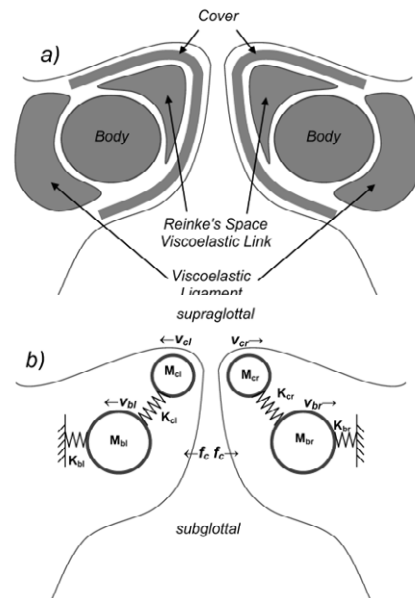 Cover
a)
Body
Body
Reinke's Space
Viscoelastic Link
Viscoelastic
Ligament
supraglottal
b)
←v_cl
v_cr→
M_cl
M_cr
←v_bl
K_cl
K_cr
v_br→
M_bl
M_br
K_bl
K_br
←f_c f_c→
subglottal